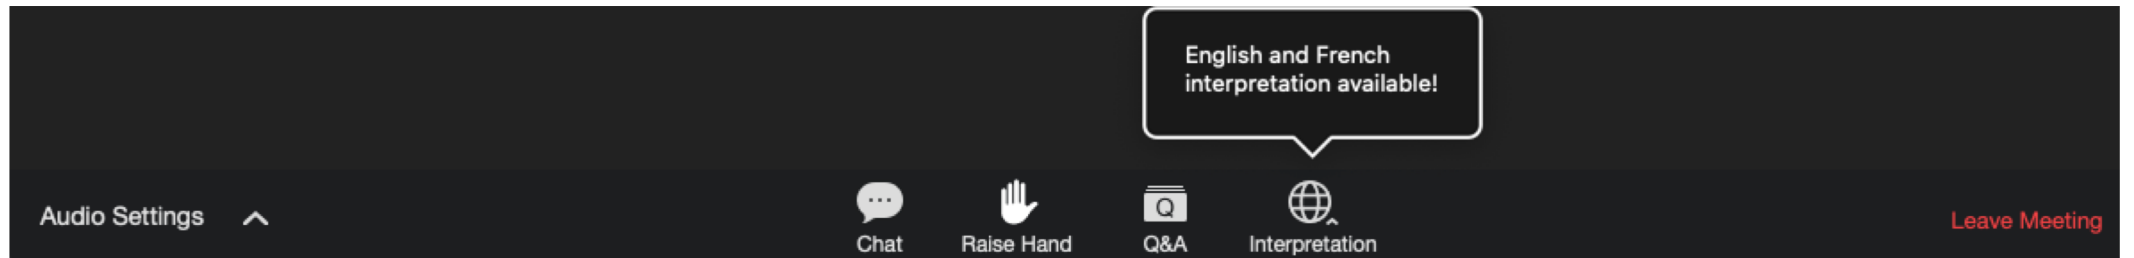 English and French
interpretation available!
Audio Settings
Chat
Raise Hand
Q
Q&A
Interpretation
Leave Meeting